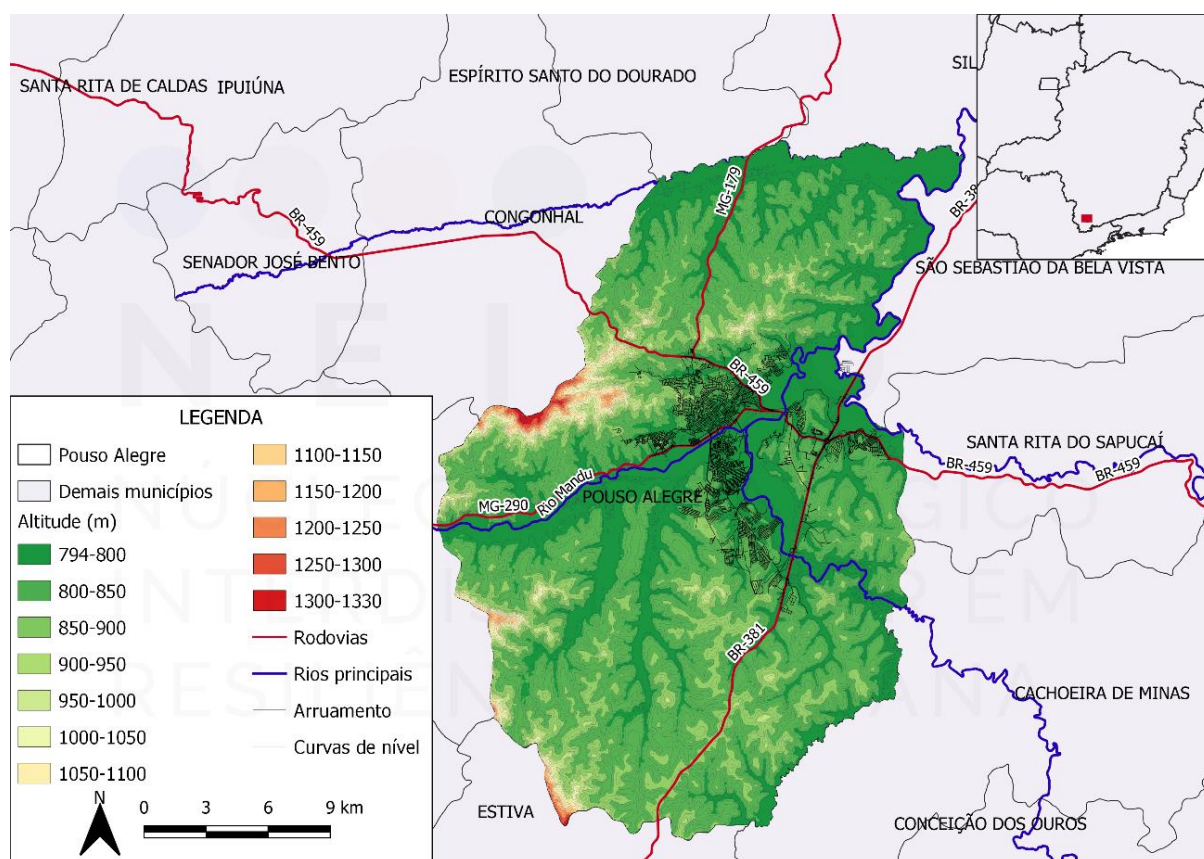 ESPÍRITO SANTO DO DOURADO
SIL
SANTA RITA DE CALDAS
IPUIÚNA
MG-179
BR-38
CONGONHAL
BR-459
SENADOR JOSÉ BENTO
SÃO SEBASTIAO DA BELA VISTA
BR-459
SANTA RITA DO SAPUCAÍ
BR-459
BR-459
POUSO ALEGRE
MG-290
Rio Mandu
BR-381
CACHOEIRA DE MINAS
ESTIVA
CONCEIÇÃO DOS OUROS
LEGENDA
Pouso Alegre
Demais municípios
Altitude (m)
794-800
800-850
850-900
900-950
950-1000
1000-1050
1050-1100
1100-1150
1150-1200
1200-1250
1250-1300
1300-1330
Rodovias
Rios principais
Arruamento
Curvas de nível
N
0 3 6 9 km